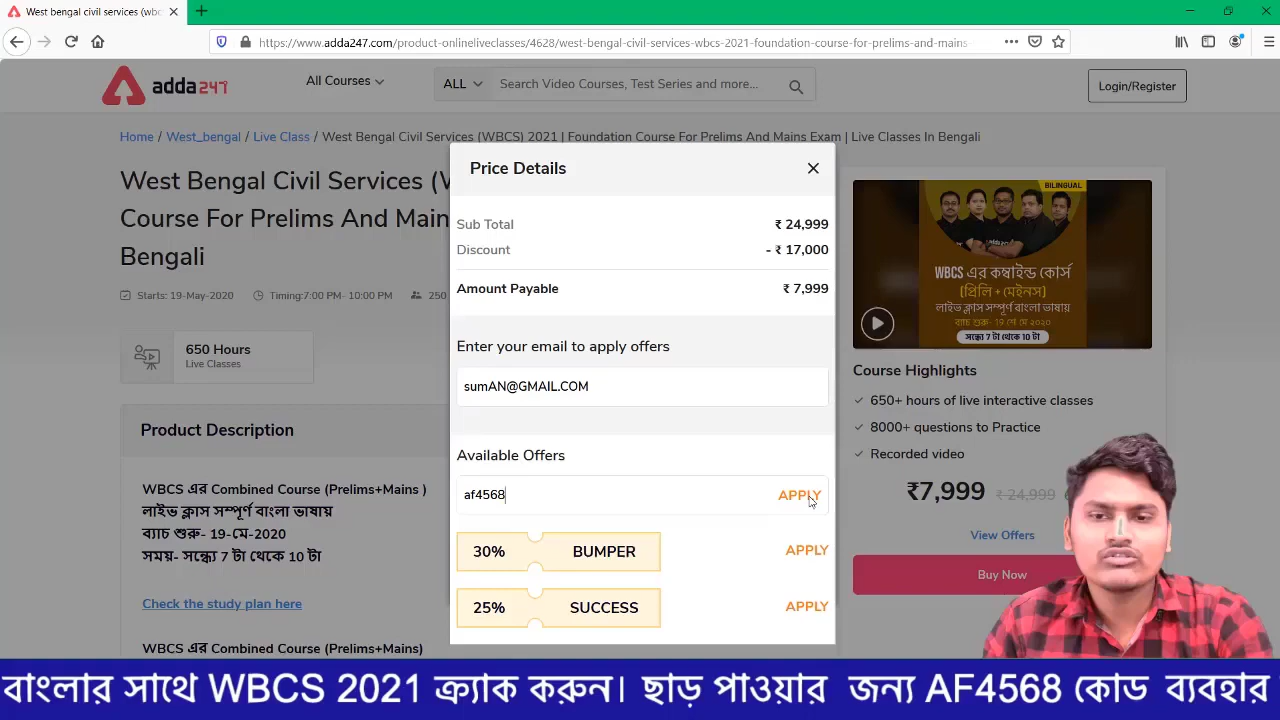 West bengal civil services (wbc
https://www.adda247.com/product-onlineliveclasses/4628/west-bengal-civil-services-wbcs-2021-foundation-course-for-prelims-and-mains-
adda247
All Courses
ALL
Search Video Courses, Test Series and more...
Login/Register
Home / West_bengal / Live Class / West Bengal Civil Services (WBCS) 2021 | Foundation Course For Prelims And Mains Exam | Live Classes In Bengali
West Bengal Civil Services (W
Course For Prelims And Main
Bengali
Starts: 19-May-2020
Timing:7:00 PM- 10:00 PM
250
650 Hours
Live Classes
Product Description
WBCS এর Combined Course (Prelims+Mains )
লাইভ ক্লাস সম্পূর্ণ বাংলা ভাষায়
ব্যাচ শুরু- 19-মে-2020
সময়- সন্ধ্যে 7 টা থেকে 10 টা
Check the study plan here
WBCS এর Combined Course (Prelims+Mains)
Price Details
Sub Total ₹ 24,999
Discount - ₹ 17,000
Amount Payable ₹ 7,999
Enter your email to apply offers
sumAN@GMAIL.COM
Available Offers
af4568 APPLY
30% BUMPER APPLY
25% SUCCESS APPLY
BILINGUAL
WBCS এর কম্বাইন্ড কোর্স
(প্রিলি + মেইনস)
লাইভ ক্লাস সম্পূর্ণ বাংলা ভাষায়
ব্যাচ শুরু- 19 শে মে 2020
সন্ধ্যে 7 টা থেকে 10 টা
Course Highlights
650+ hours of live interactive classes
8000+ questions to Practice
Recorded video
₹7,999 ₹ 24,999
View Offers
Buy Now
বাংলার সাথে WBCS 2021 ক্র্যাক করুন। ছাড় পাওয়ার জন্য AF4568 কোড ব্যবহার